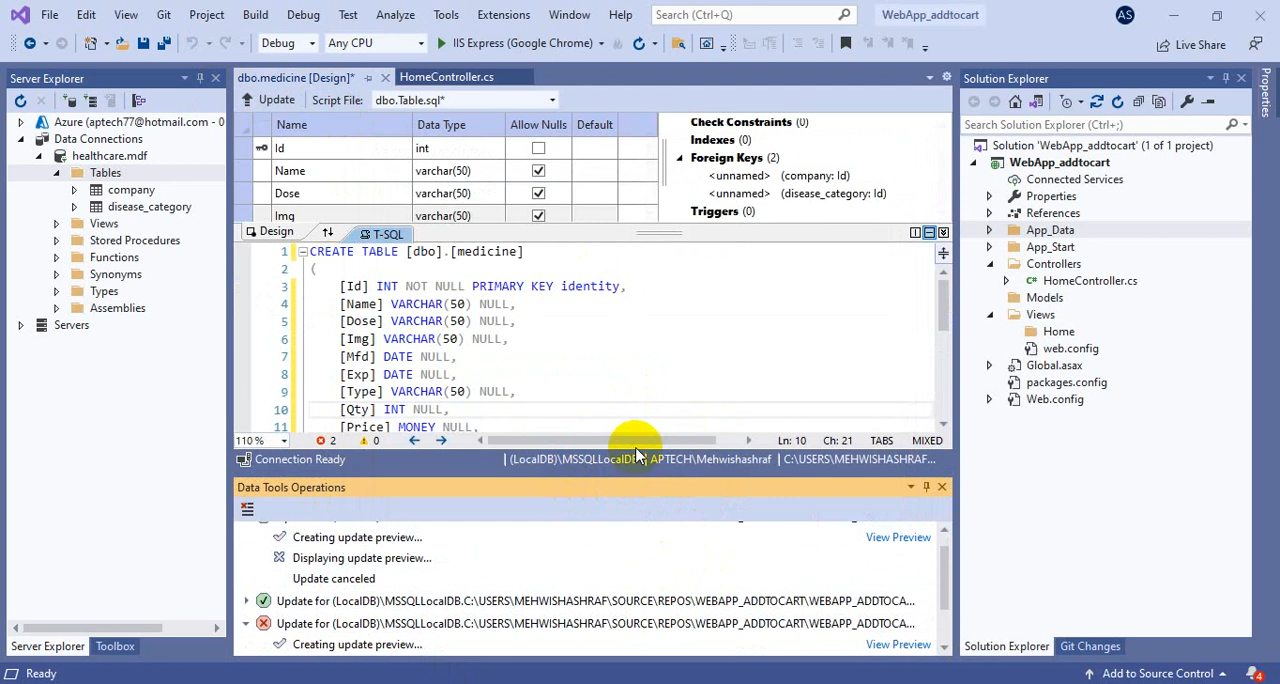 File Edit View Git Project Build Debug Test Analyze Tools Extensions Window Help Search (Ctrl+Q) WebApp_addtocart AS
Debug Any CPU IIS Express (Google Chrome) Live Share
Server Explorer
Azure (aptech77@hotmail.com - 0
Data Connections
healthcare.mdf
Tables
company
disease_category
Views
Stored Procedures
Functions
Synonyms
Types
Assemblies
Servers
Server Explorer Toolbox
dbo.medicine [Design]* HomeController.cs
Update Script File: dbo.Table.sql*
Name Data Type Allow Nulls Default
Id int
Name varchar(50)
Dose varchar(50)
Img varchar(50)
Check Constraints (0)
Indexes (0)
Foreign Keys (2)
<unnamed> (company: Id)
<unnamed> (disease_category: Id)
Triggers (0)
Design T-SQL
1 CREATE TABLE [dbo].[medicine]
2 (
3 [Id] INT NOT NULL PRIMARY KEY identity,
4 [Name] VARCHAR(50) NULL,
5 [Dose] VARCHAR(50) NULL,
6 [Img] VARCHAR(50) NULL,
7 [Mfd] DATE NULL,
8 [Exp] DATE NULL,
9 [Type] VARCHAR(50) NULL,
10 [Qty] INT NULL,
[Price] MONEY NULL,
110 % 2 0 Ln: 10 Ch: 21 TABS MIXED
Connection Ready (LocalDB)\MSSQLLocalDB APTECH\Mehwishashraf C:\USERS\MEHWISHASHRAF...
Data Tools Operations
Creating update preview... View Preview
Displaying update preview...
Update canceled
Update for (LocalDB)\MSSQLLocalDB.C:\USERS\MEHWISHASHRAF\SOURCE\REPOS\WEBAPP_ADDTOCART\WEBAPP_ADDTOCA...
Update for (LocalDB)\MSSQLLocalDB.C:\USERS\MEHWISHASHRAF\SOURCE\REPOS\WEBAPP_ADDTOCART\WEBAPP_ADDTOCA...
Creating update preview... View Preview
Solution Explorer
Search Solution Explorer (Ctrl+;)
Solution 'WebApp_addtocart' (1 of 1 project)
WebApp_addtocart
Connected Services
Properties
References
App_Data
App_Start
Controllers
HomeController.cs
Models
Views
Home
web.config
Global.asax
packages.config
Web.config
Solution Explorer Git Changes
Properties
Ready Add to Source Control 4